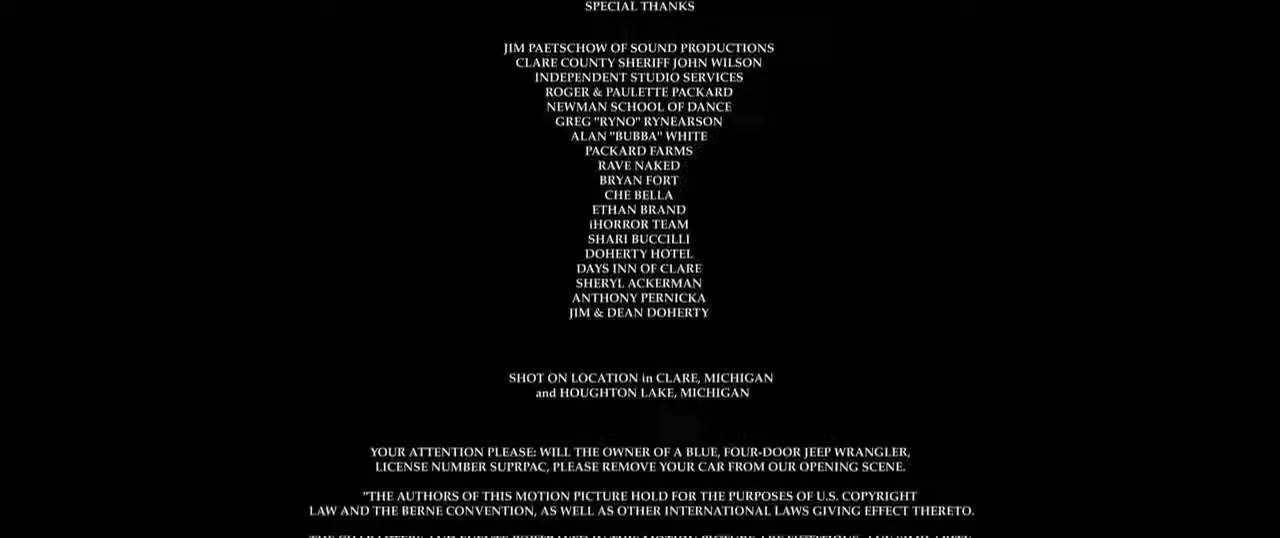 SPECIAL THANKS
JIM PAETSCHOW OF SOUND PRODUCTIONS
CLARE COUNTY SHERIFF JOHN WILSON
INDEPENDENT STUDIO SERVICES
ROGER & PAULETTE PACKARD
NEWMAN SCHOOL OF DANCE
GREG "RYNO" RYNEARSON
ALAN "BUBBA" WHITE
PACKARD FARMS
RAVE NAKED
BRYAN FORT
CHE BELLA
ETHAN BRAND
iHORROR TEAM
SHARI BUCCILLI
DOHERTY HOTEL
DAYS INN OF CLARE
SHERYL ACKERMAN
ANTHONY PERNICKA
JIM & DEAN DOHERTY
SHOT ON LOCATION in CLARE, MICHIGAN
and HOUGHTON LAKE, MICHIGAN
YOUR ATTENTION PLEASE: WILL THE OWNER OF A BLUE, FOUR-DOOR JEEP WRANGLER,
LICENSE NUMBER SUPRPAC, PLEASE REMOVE YOUR CAR FROM OUR OPENING SCENE.
"THE AUTHORS OF THIS MOTION PICTURE HOLD FOR THE PURPOSES OF U.S. COPYRIGHT
LAW AND THE BERNE CONVENTION, AS WELL AS OTHER INTERNATIONAL LAWS GIVING EFFECT THERETO.